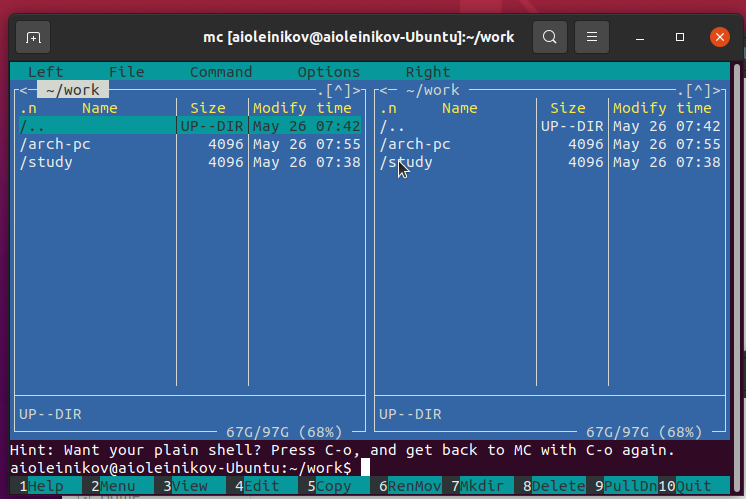 mc [aioleinikov@aioleinikov-Ubuntu]:~/work
Left File Command Options Right
<─ ~/work ─.[^]> <─ ~/work ─.[^]>
.n Name Size Modify time .n Name Size Modify time
/.. UP--DIR May 26 07:42 /.. UP--DIR May 26 07:42
/arch-pc 4096 May 26 07:55 /arch-pc 4096 May 26 07:55
/study 4096 May 26 07:38 /study 4096 May 26 07:38
UP--DIR UP--DIR
67G/97G (68%) 67G/97G (68%)
Hint: Want your plain shell? Press C-o, and get back to MC with C-o again.
aioleinikov@aioleinikov-Ubuntu:~/work$
1Help 2Menu 3View 4Edit 5Copy 6RenMov 7Mkdir 8Delete 9PullDn 10Quit